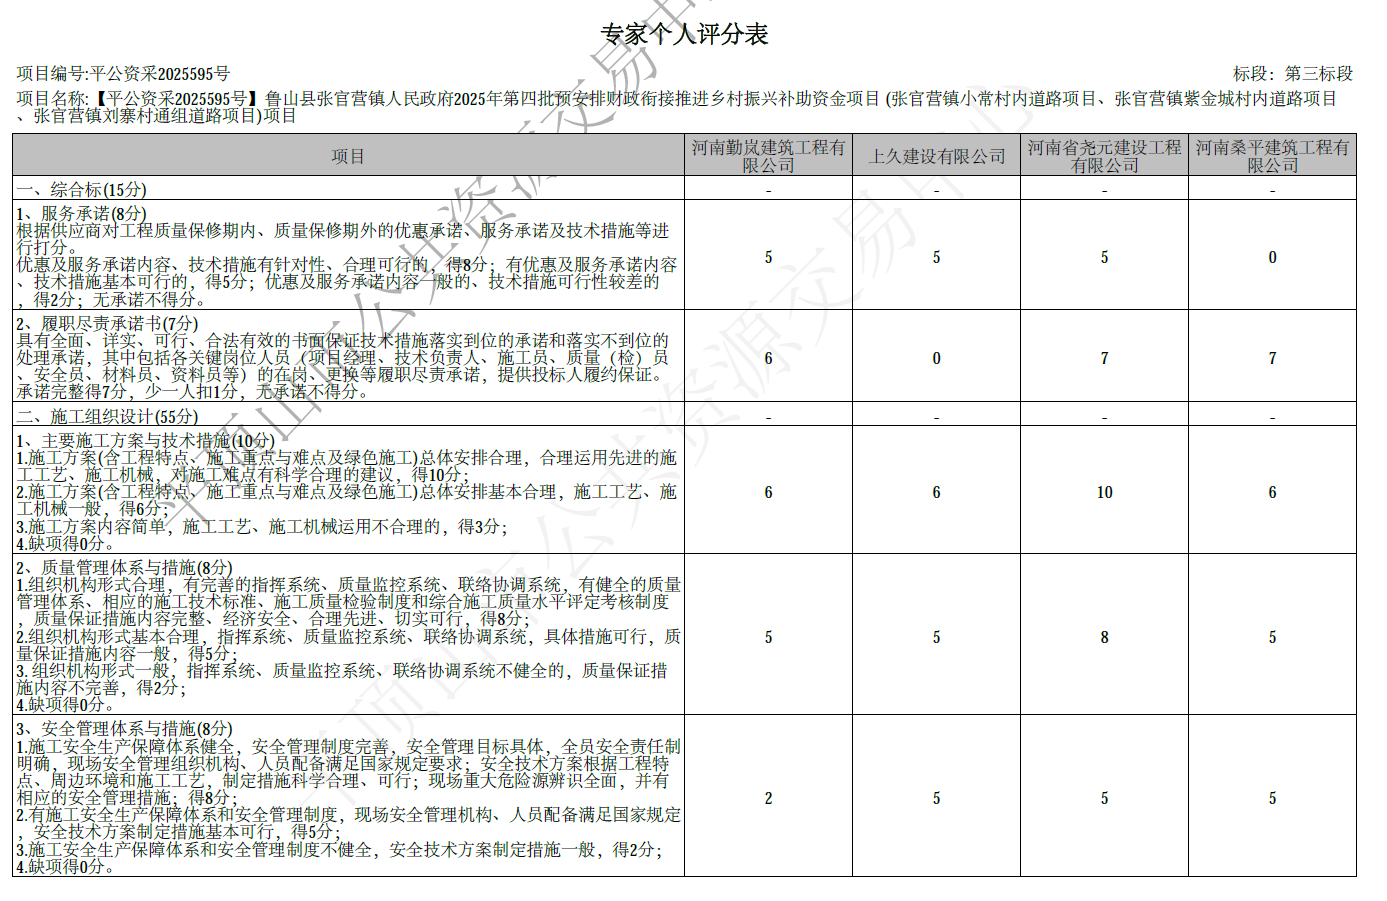 专家个人评分表
项目编号:平公资采2025595号
标段：第三标段
项目名称:【平公资采2025595号】鲁山县张官营镇人民政府2025年第四批预安排财政衔接推进乡村振兴补助资金项目 (张官营镇小常村内道路项目、张官营镇紫金城村内道路项目
、张官营镇刘寨村通组道路项目)项目
项目
河南勤岚建筑工程有
限公司
上久建设有限公司
河南省尧元建设工程
有限公司
河南桑平建筑工程有
限公司
一、综合标(15分)
- - - -
1、服务承诺(8分)
根据供应商对工程质量保修期内、质量保修期外的优惠承诺、服务承诺及技术措施等进
行打分。
优惠及服务承诺内容、技术措施有针对性、合理可行的，得8分；有优惠及服务承诺内容
、技术措施基本可行的，得5分；优惠及服务承诺内容一般的、技术措施可行性较差的
，得2分；无承诺不得分。
5 5 5 0
2、履职尽责承诺书(7分)
具有全面、详实、可行、合法有效的书面保证技术措施落实到位的承诺和落实不到位的
处理承诺，其中包括各关键岗位人员（项目经理、技术负责人、施工员、质量（检）员
、安全员、材料员、资料员等）的在岗、更换等履职尽责承诺，提供投标人履约保证。
承诺完整得7分，少一人扣1分，无承诺不得分。
6 0 7 7
二、施工组织设计(55分)
- - - -
1、主要施工方案与技术措施(10分)
1.施工方案(含工程特点、施工重点与难点及绿色施工)总体安排合理，合理运用先进的施
工工艺、施工机械，对施工难点有科学合理的建议，得10分；
2.施工方案(含工程特点、施工重点与难点及绿色施工)总体安排基本合理，施工工艺、施
工机械一般，得6分；
3.施工方案内容简单，施工工艺、施工机械运用不合理的，得3分；
4.缺项得0分。
6 6 10 6
2、质量管理体系与措施(8分)
1.组织机构形式合理，有完善的指挥系统、质量监控系统、联络协调系统，有健全的质量
管理体系、相应的施工技术标准、施工质量检验制度和综合施工质量水平评定考核制度
，质量保证措施内容完整、经济安全、合理先进、切实可行，得8分；
2.组织机构形式基本合理，指挥系统、质量监控系统、联络协调系统，具体措施可行，质
量保证措施内容一般，得5分；
3. 组织机构形式一般，指挥系统、质量监控系统、联络协调系统不健全的，质量保证措
施内容不完善，得2分；
4.缺项得0分。
5 5 8 5
3、安全管理体系与措施(8分)
1.施工安全生产保障体系健全，安全管理制度完善，安全管理目标具体，全员安全责任制
明确，现场安全管理组织机构、人员配备满足国家规定要求；安全技术方案根据工程特
点、周边环境和施工工艺，制定措施科学合理、可行；现场重大危险源辨识全面，并有
相应的安全管理措施；得8分；
2.有施工安全生产保障体系和安全管理制度，现场安全管理机构、人员配备满足国家规定
，安全技术方案制定措施基本可行，得5分；
3.施工安全生产保障体系和安全管理制度不健全，安全技术方案制定措施一般，得2分；
4.缺项得0分。
2 5 5 5
平顶山市公共资源交易中
平顶山市公共资源交易中心